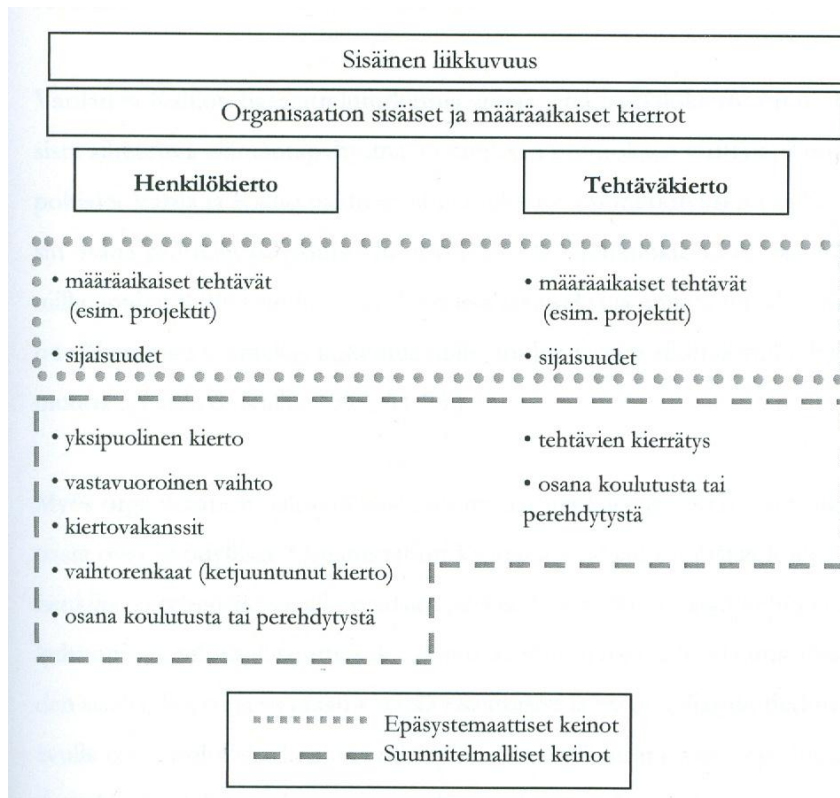 Sisäinen liikkuvuus
Organisaation sisäiset ja määräaikaiset kierrot
Henkilökierto
Tehtäväkierto
• määräaikaiset tehtävät
(esim. projektit)
• sijaisuudet
• määräaikaiset tehtävät
(esim. projektit)
• sijaisuudet
• yksipuolinen kierto
• vastavuoroinen vaihto
• kiertovakanssit
• vaihtorenkaat (ketjuuntunut kierto)
• osana koulutusta tai perehdytystä
• tehtävien kierrätys
• osana koulutusta tai
perehdytystä
Epäsystemaattiset keinot
Suunnitelmalliset keinot